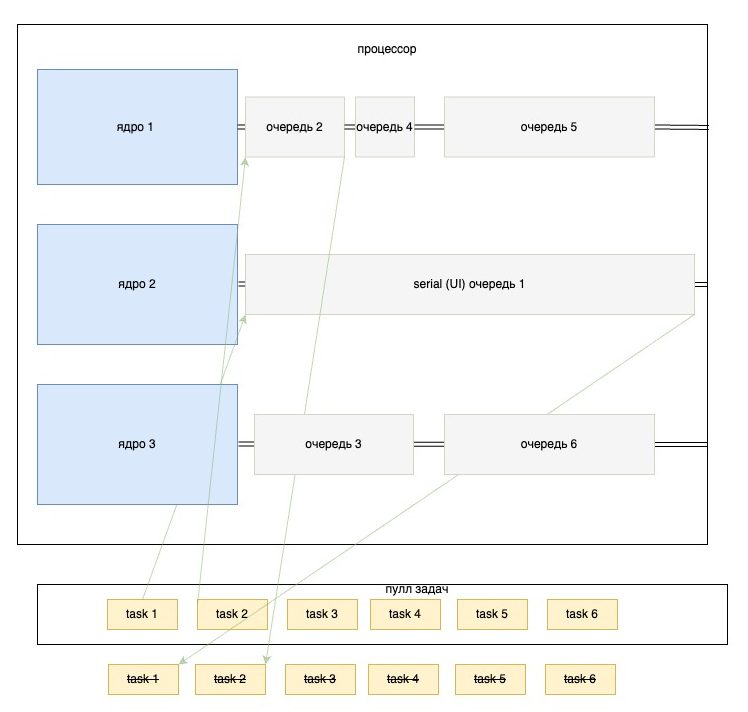 процессор
ядро 1
очередь 2
очередь 4
очередь 5
ядро 2
serial (UI) очередь 1
ядро 3
очередь 3
очередь 6
пулл задач
task 1
task 2
task 3
task 4
task 5
task 6
task 1
task 2
task 3
task 4
task 5
task 6